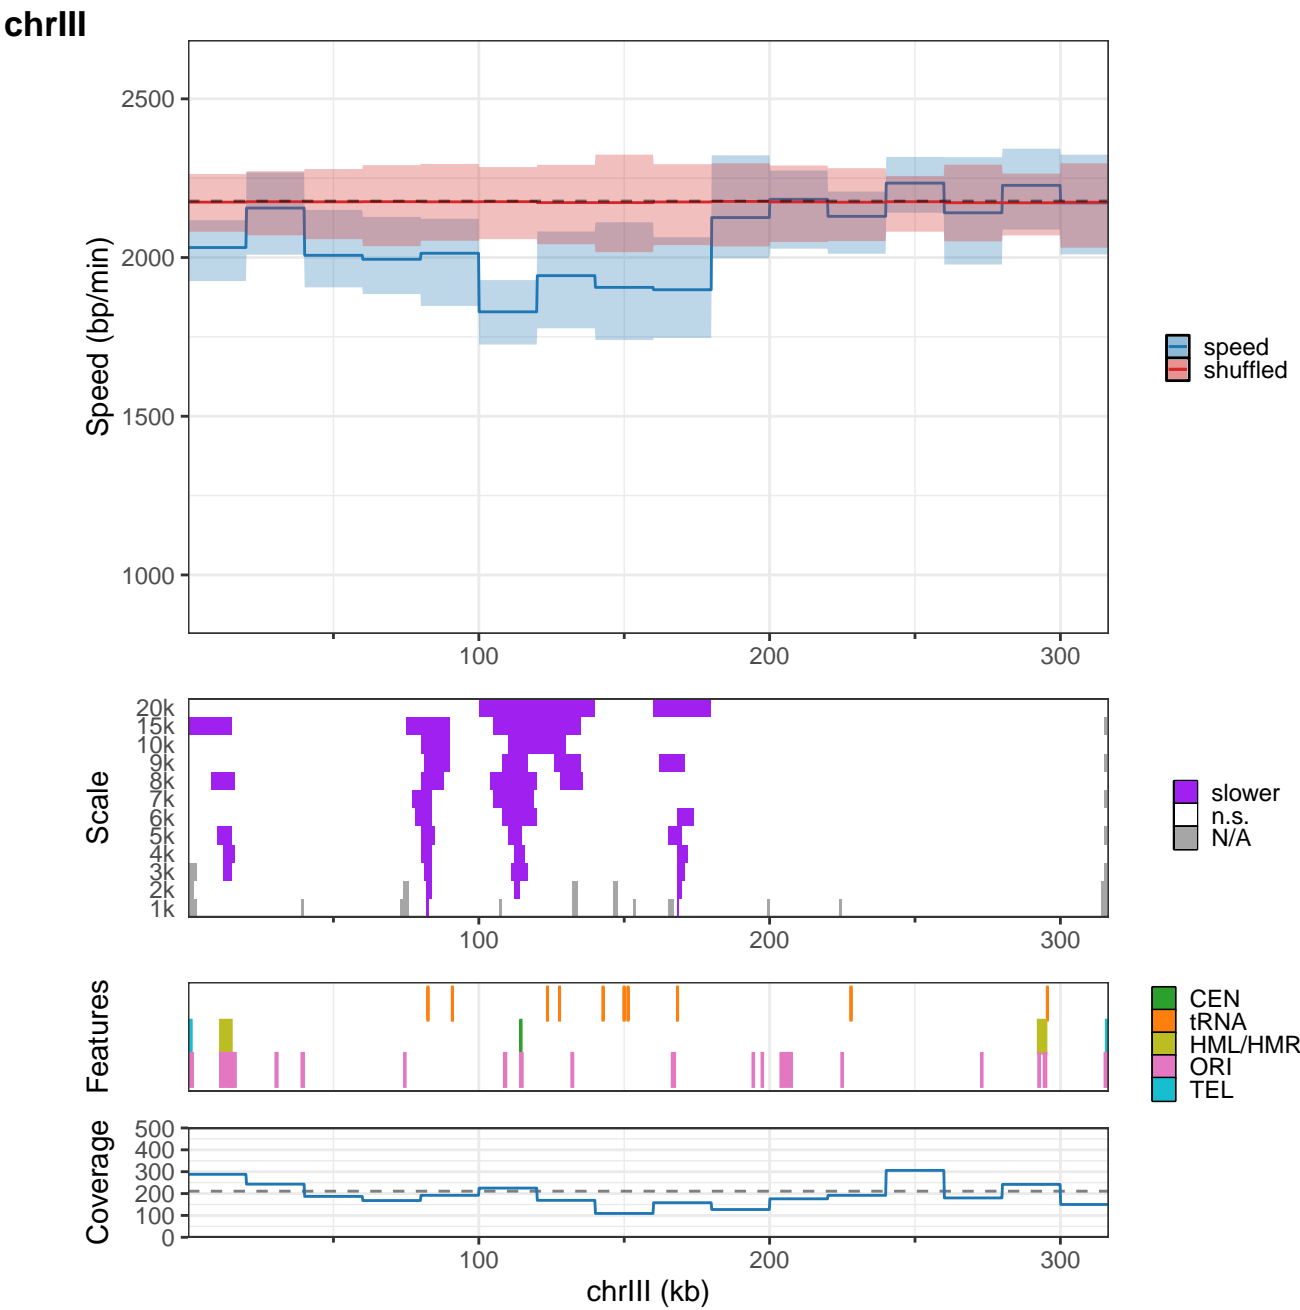 chrIII
2500
2000
1500
1000
Speed (bp/min)
100
200
300
speed
shuffled
20k
15k
10k
9k
8k
7k
6k
5k
4k
3k
2k
1k
Scale
100
200
300
slower
n.s.
N/A
Features
CEN
tRNA
HML/HMR
ORI
TEL
500
400
300
200
100
0
Coverage
100
200
300
chrIII (kb)